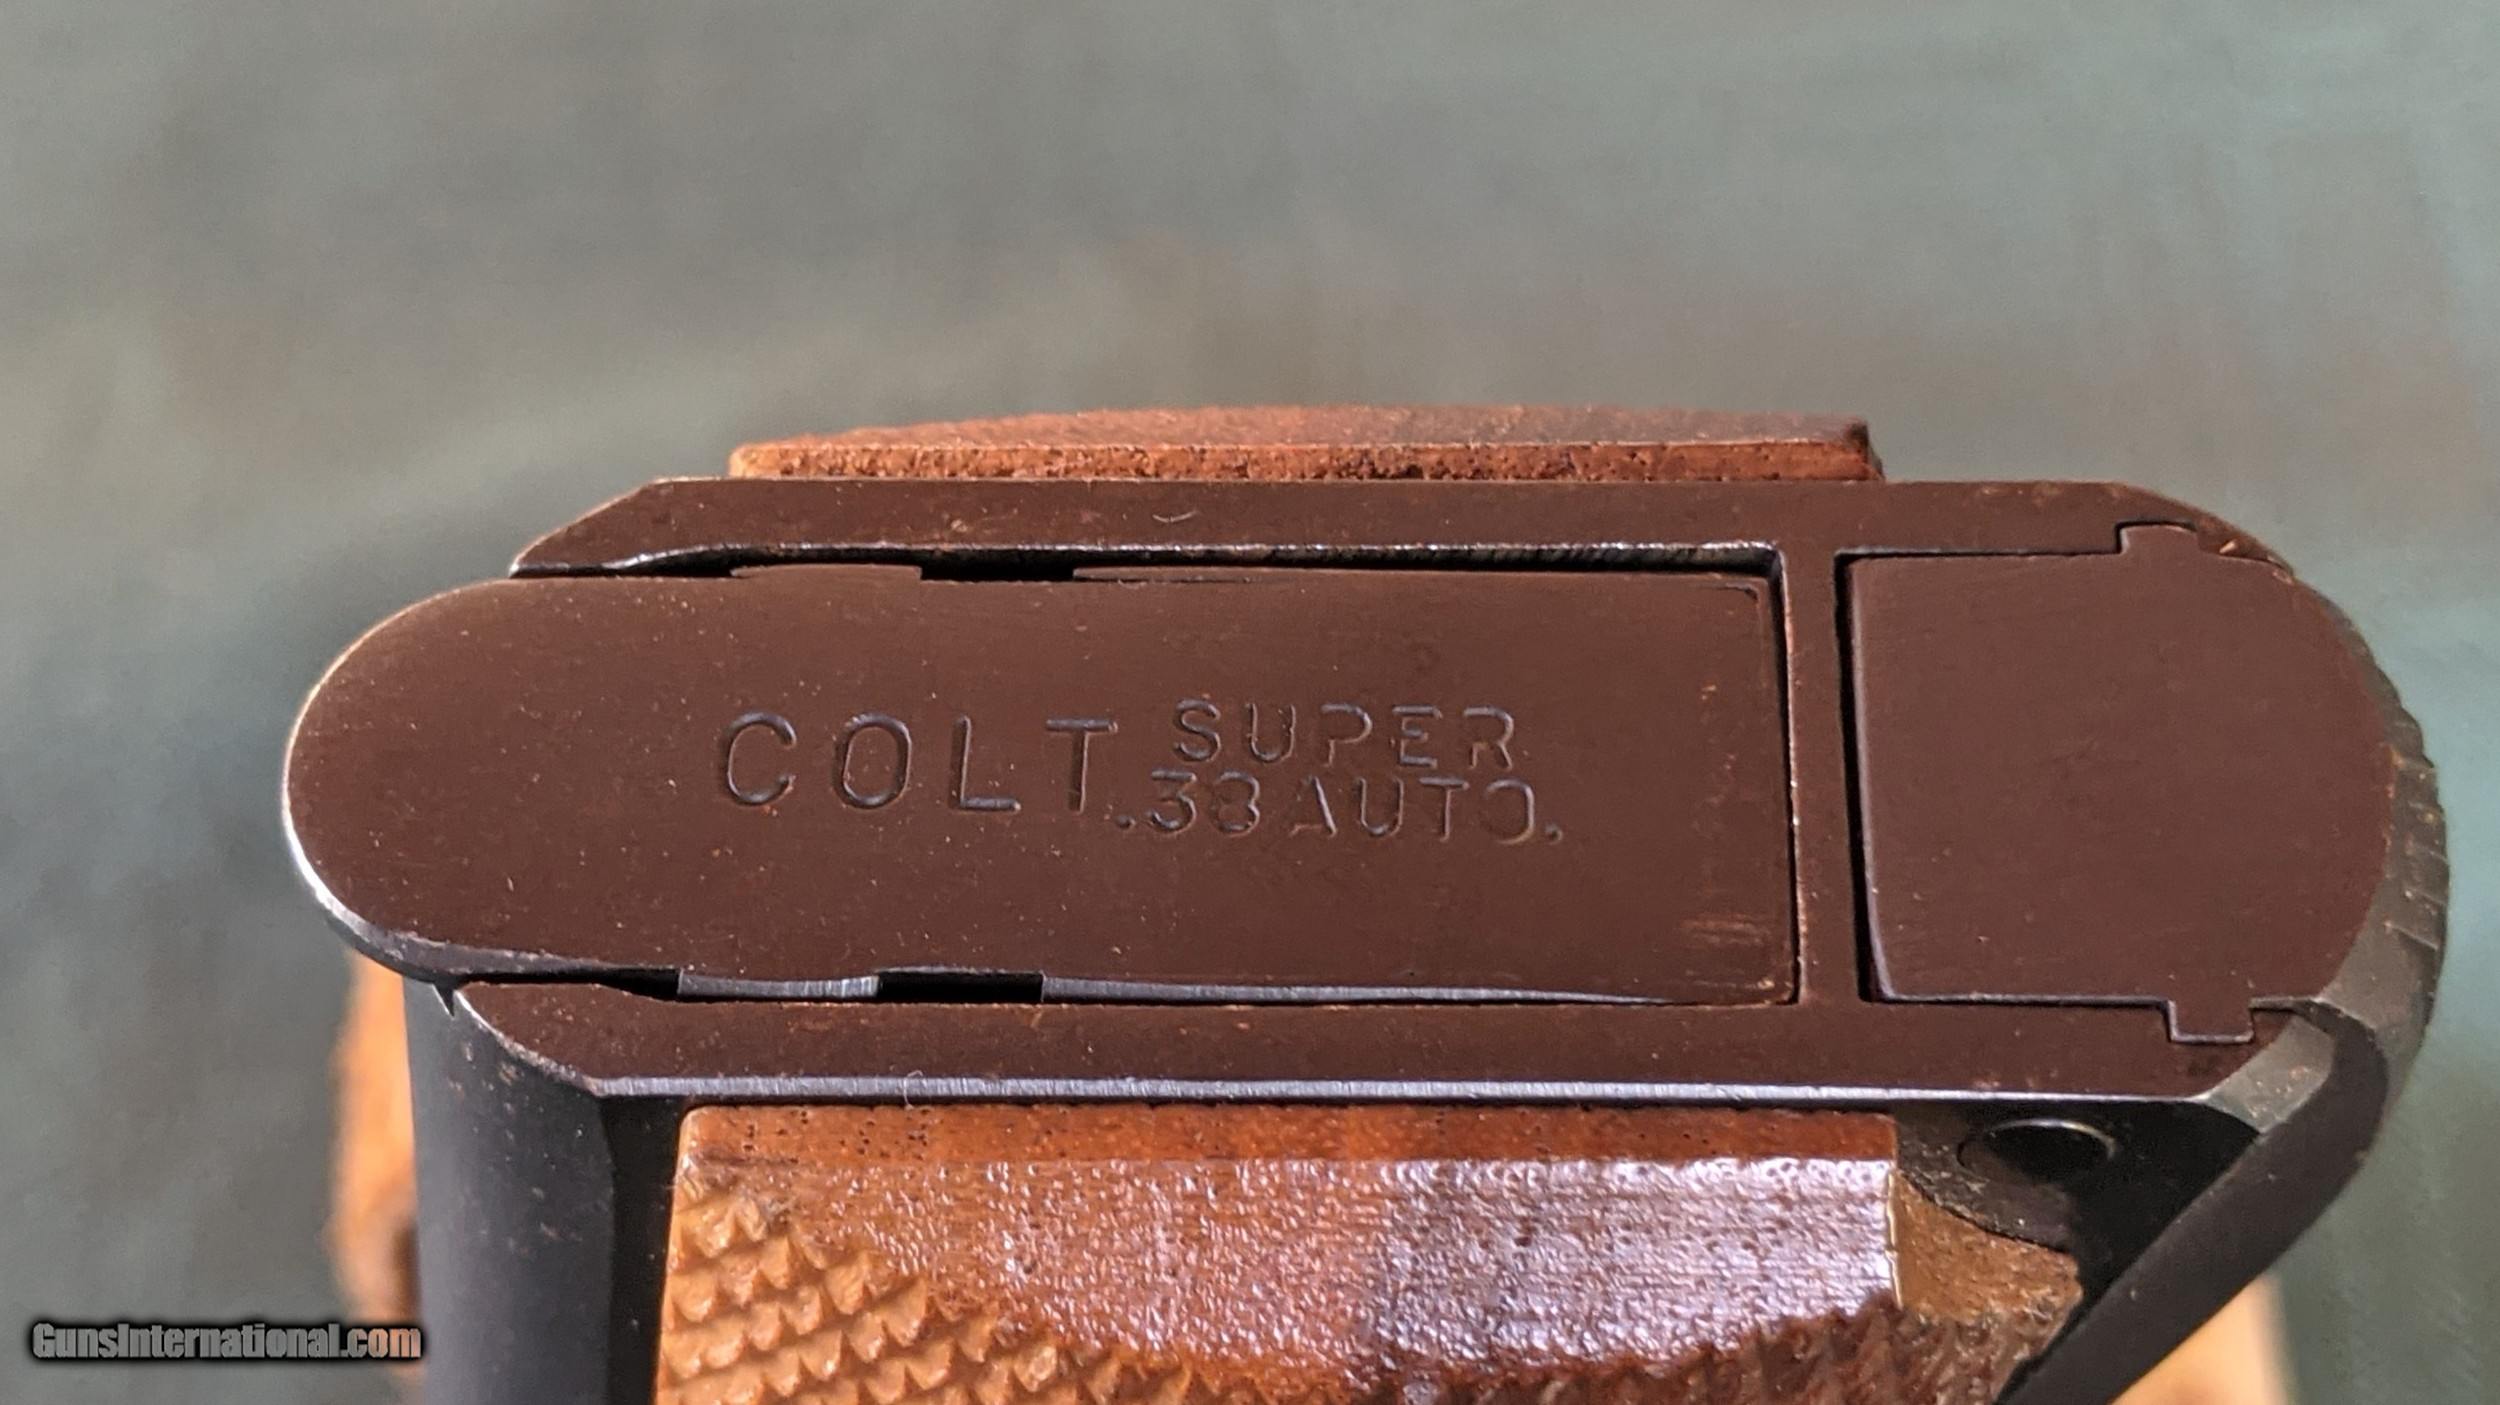 COLT
SUPER
.38 AUTO.
GunsInternational.com